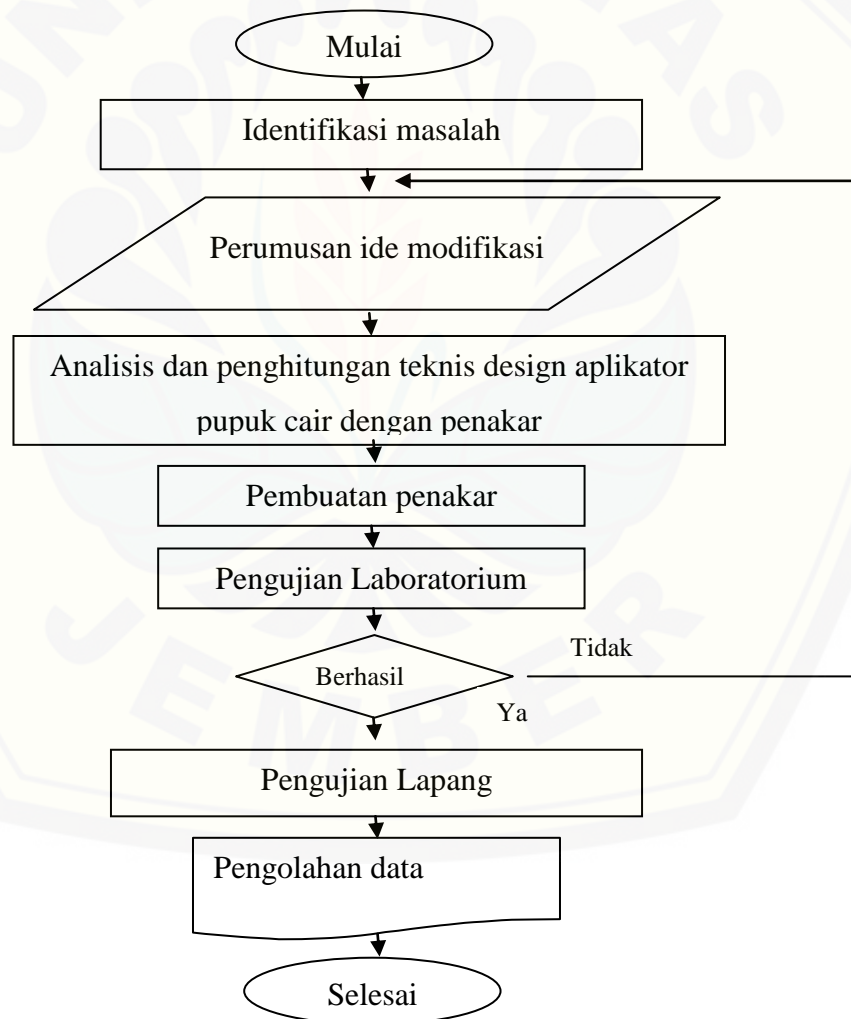 Mulai
Identifikasi masalah
Perumusan ide modifikasi
Analisis dan penghitungan teknis design aplikator
pupuk cair dengan penakar
Pembuatan penakar
Pengujian Laboratorium
Tidak
Berhasil
Ya
Pengujian Lapang
Pengolahan data
Selesai
JEMBER